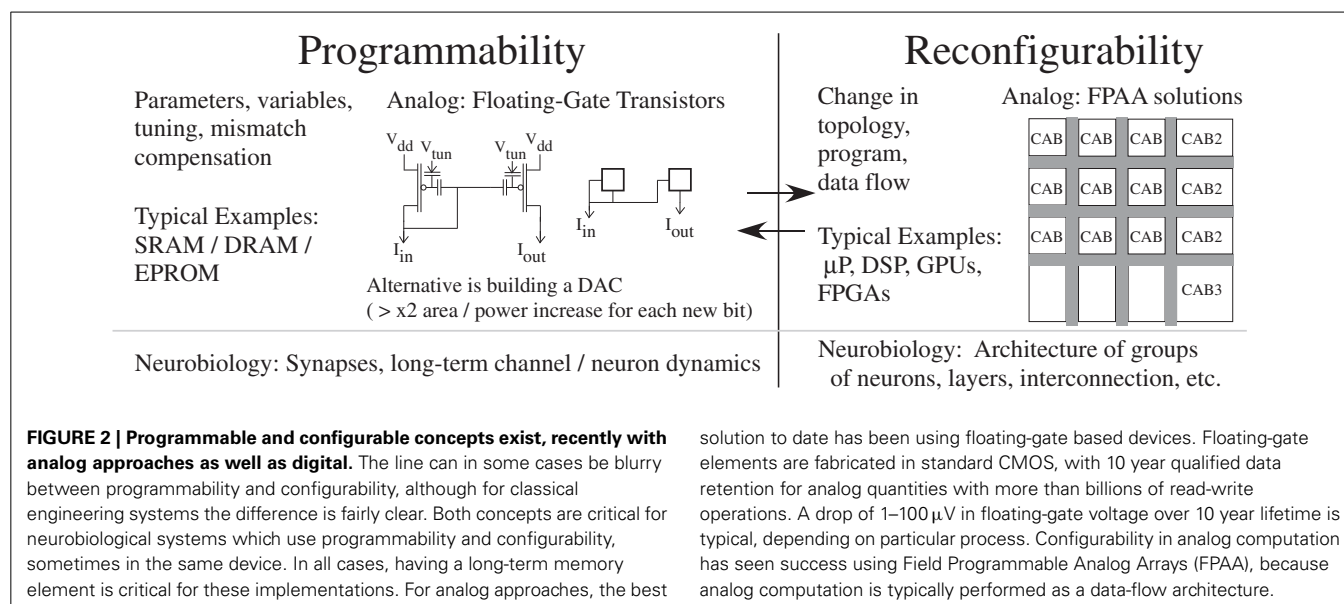 Programmability
Parameters, variables,
tuning, mismatch
compensation
Typical Examples:
SRAM / DRAM /
EPROM
Analog: Floating-Gate Transistors
Vdd
Vtun
Vtun
Vdd
Iin
Iout
Iin
Iout
Alternative is building a DAC
( > x2 area / power increase for each new bit)
Neurobiology: Synapses, long-term channel / neuron dynamics
Reconfigurability
Change in
topology,
program,
data flow
Typical Examples:
µP, DSP, GPUs,
FPGAs
Analog: FPAA solutions
CAB CAB CAB CAB2
CAB CAB CAB CAB2
CAB CAB CAB CAB2
CAB3
Neurobiology: Architecture of groups
of neurons, layers, interconnection, etc.
FIGURE 2 | Programmable and configurable concepts exist, recently with
analog approaches as well as digital. The line can in some cases be blurry
between programmability and configurability, although for classical
engineering systems the difference is fairly clear. Both concepts are critical for
neurobiological systems which use programmability and configurability,
sometimes in the same device. In all cases, having a long-term memory
element is critical for these implementations. For analog approaches, the best
solution to date has been using floating-gate based devices. Floating-gate
elements are fabricated in standard CMOS, with 10 year qualified data
retention for analog quantities with more than billions of read-write
operations. A drop of 1–100 µV in floating-gate voltage over 10 year lifetime is
typical, depending on particular process. Configurability in analog computation
has seen success using Field Programmable Analog Arrays (FPAA), because
analog computation is typically performed as a data-flow architecture.